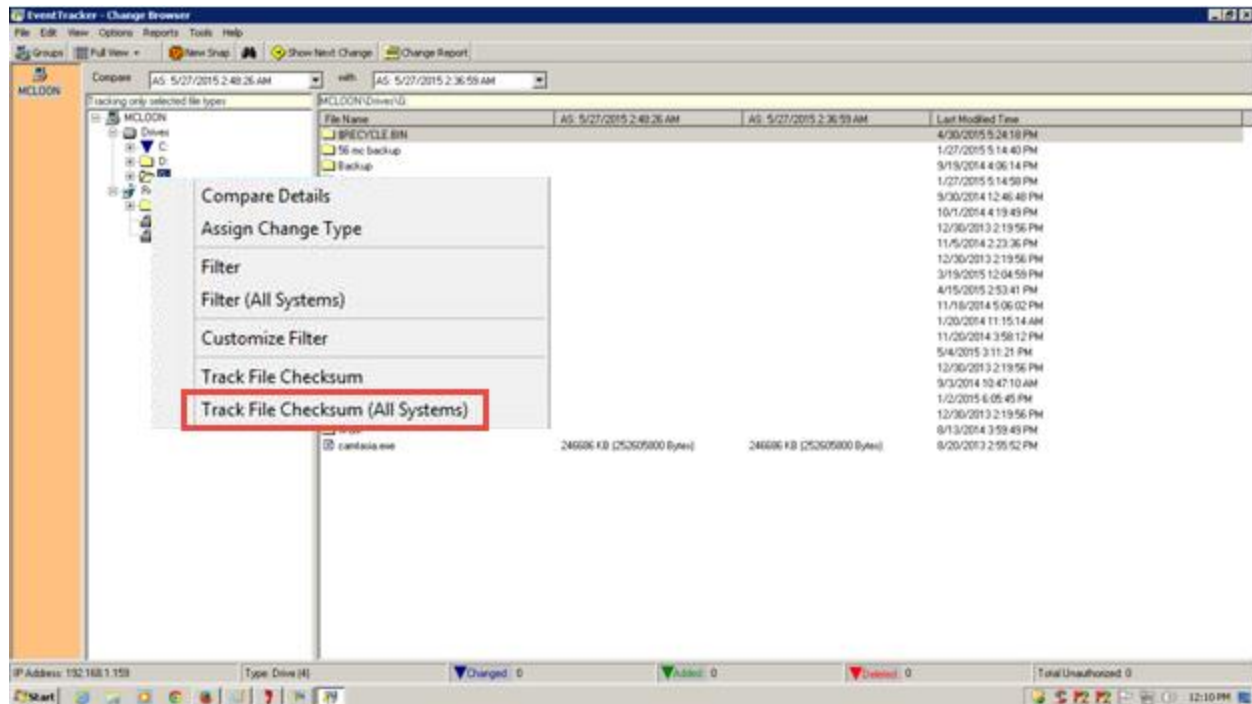 EventTracker - Change Browser
File Edit View Options Reports Tools Help
Groups Full View New Snap Show Next Change Change Report
MCLOON
Compare AS: 5/27/2015 2:48:26 AM with AS: 5/27/2015 2:36:59 AM
Tracking only selected file types
MCLOON\Drives\G:
MCLOON
Drives
C:
D:
File Name AS: 5/27/2015 2:48:26 AM AS: 5/27/2015 2:36:59 AM Last Modified Time
$RECYCLE.BIN 4/30/2015 5:24:18 PM
56 mc backup 1/27/2015 5:14:40 PM
Backup 9/19/2014 4:06:14 PM
1/27/2015 5:14:58 PM
9/30/2014 12:46:48 PM
10/1/2014 4:19:49 PM
12/30/2013 2:19:56 PM
11/5/2014 2:23:36 PM
12/30/2013 2:19:56 PM
3/19/2015 12:04:59 PM
4/15/2015 2:53:41 PM
11/18/2014 5:06:02 PM
1/20/2014 11:15:14 AM
11/20/2014 3:58:12 PM
5/4/2015 3:11:21 PM
12/30/2013 2:19:56 PM
9/3/2014 10:47:10 AM
1/2/2015 6:05:45 PM
12/30/2013 2:19:56 PM
8/13/2014 3:59:49 PM
camtasia.exe 246686 KB (252605800 Bytes) 246686 KB (252605800 Bytes) 8/20/2013 2:55:52 PM
Compare Details
Assign Change Type
Filter
Filter (All Systems)
Customize Filter
Track File Checksum
Track File Checksum (All Systems)
IP Address: 192.168.1.159 Type: Drive (4) Changed : 0 Added: 0 Deleted: 0 Total Unauthorized: 0
Start 12:10 PM